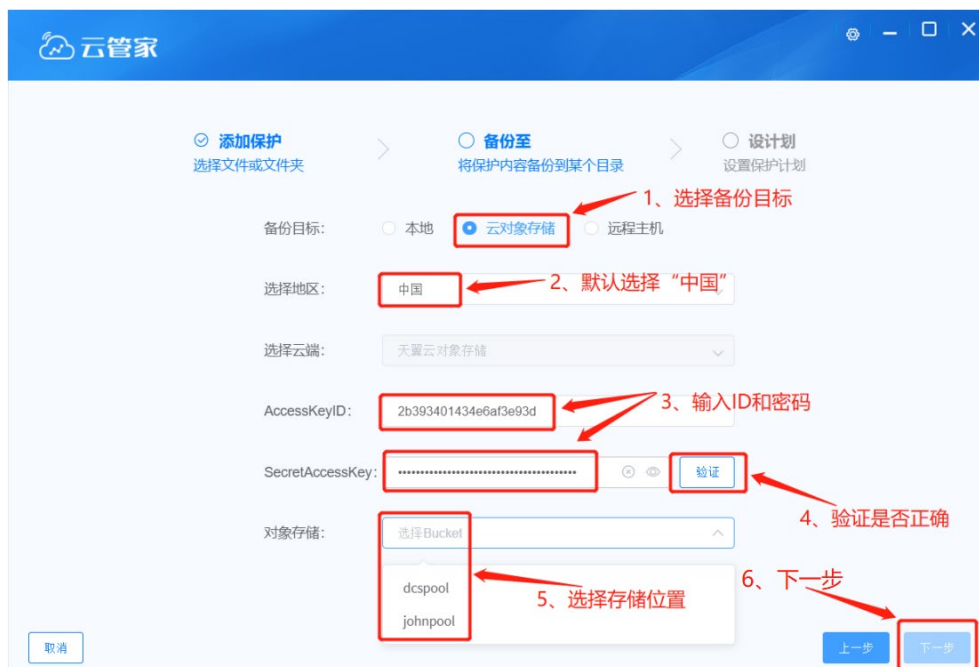 云管家
添加保护
选择文件或文件夹
备份至
将保护内容备份到某个目录
设计划
设置保护计划
1、选择备份目标
备份目标:
本地
云对象存储
远程主机
选择地区:
中国
2、默认选择“中国”
选择云端:
天翼云对象存储
AccessKeyID:
2b393401434e6af3e93d
3、输入ID和密码
SecretAccessKey:
••••••••••••••••••••••••••••••••••••••••
验证
4、验证是否正确
对象存储:
选择Bucket
dcspool
johnpool
5、选择存储位置
6、下一步
取消
上一步
下一步